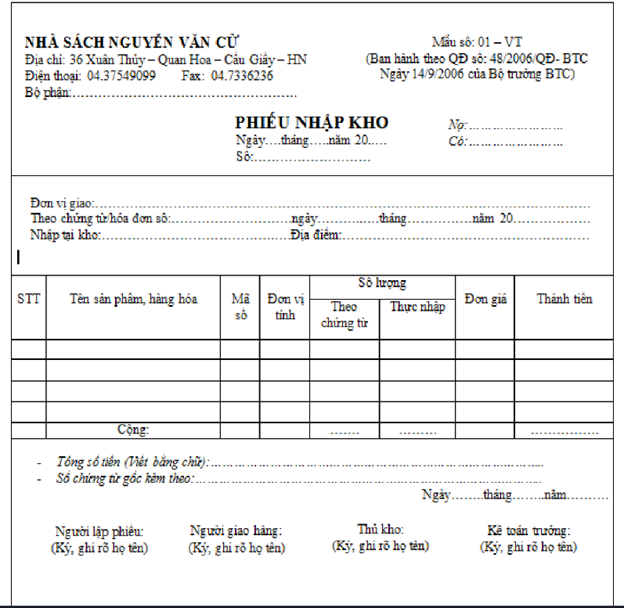 NHÀ SÁCH NGUYỄN VĂN CỪ
Địa chỉ: 36 Xuân Thủy – Quan Hoa – Cầu Giấy – HN
Điện thoại: 04.37549099 Fax: 04.7336236
Bộ phận:……………………………………………
Mẫu số: 01 – VT
(Ban hành theo QĐ số: 48/2006/QĐ- BTC
Ngày 14/9/2006 của Bộ trưởng BTC)
PHIẾU NHẬP KHO
Ngày….tháng…..năm 20…..
Số:………………………
Nợ:……………………
Có:……………………
Đơn vị giao:……………………………………………………………………………………
Theo chứng từ/hóa đơn số:………………………ngày…………...tháng……………năm 20………………
Nhập tại kho:……………………………………Địa điểm:…………………………………………………
STT Tên sản phẩm, hàng hóa Mã số Đơn vị tính Số lượng Đơn giá Thành tiền
Theo chứng từ Thực nhập
Cộng: ……. ……… …………….
- Tổng số tiền (Viết bằng chữ):……………………………………………………………………..
- Số chứng từ gốc kèm theo:………………………………………………………………………..
Ngày……..tháng……..năm……….
Người lập phiếu: Người giao hàng: Thủ kho: Kế toán trưởng:
(Ký, ghi rõ họ tên) (Ký, ghi rõ họ tên) (Ký, ghi rõ họ tên) (Ký, ghi rõ họ tên)